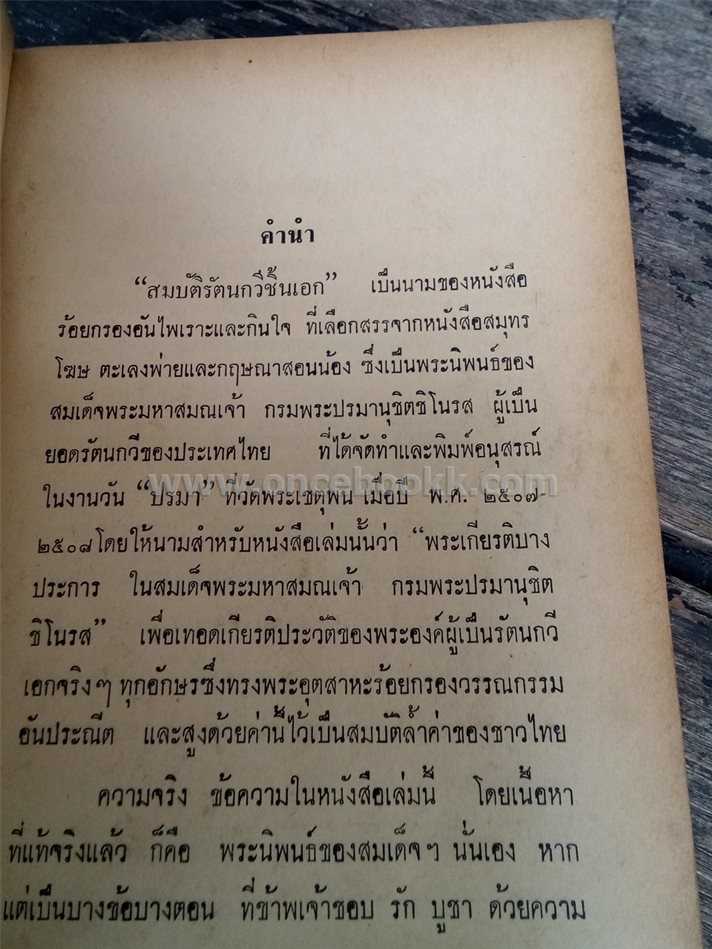 คำนำ
“สมบัติรัตนกวีชั้นเอก” เป็นนามของหนังสือ
ร้อยกรองอันไพเราะและกินใจ ที่เลือกสรรจากหนังสือสมุทร
โฆษ ตะเลงพ่ายและกฤษณาสอนน้อง ซึ่งเป็นพระนิพนธ์ของ
สมเด็จพระมหาสมณเจ้า กรมพระปรมานุชิตชิโนรส ผู้เป็น
ยอดรัตนกวีของประเทศไทย ที่ได้จัดทำและพิมพ์อนุสรณ์
www.oncebookk.com
ในงานวัน “ปรมา” ที่วัดพระเชตุพน เมื่อปี พ.ศ. ๒๕๐๗-
๒๕๐๘ โดยให้นามสำหรับหนังสือเล่มนั้นว่า “พระเกียรติบาง
ประการ ในสมเด็จพระมหาสมณเจ้า กรมพระปรมานุชิต
ชิโนรส” เพื่อเทอดเกียรติประวัติของพระองค์ผู้เป็นรัตนกวี
เอกจริงๆ ทุกอักษรซึ่งทรงพระอุตสาหะร้อยกรองวรรณกรรม
อันประณีต และสูงด้วยค่านี้ไว้เป็นสมบัติล้ำค่าของชาวไทย
ความจริง ข้อความในหนังสือเล่มนี้ โดยเนื้อหา
ที่แท้จริงแล้ว ก็คือ พระนิพนธ์ของสมเด็จฯ นั่นเอง หาก
แต่เป็นบางข้อบางตอน ที่ข้าพเจ้าชอบ รัก บูชา ด้วยความ